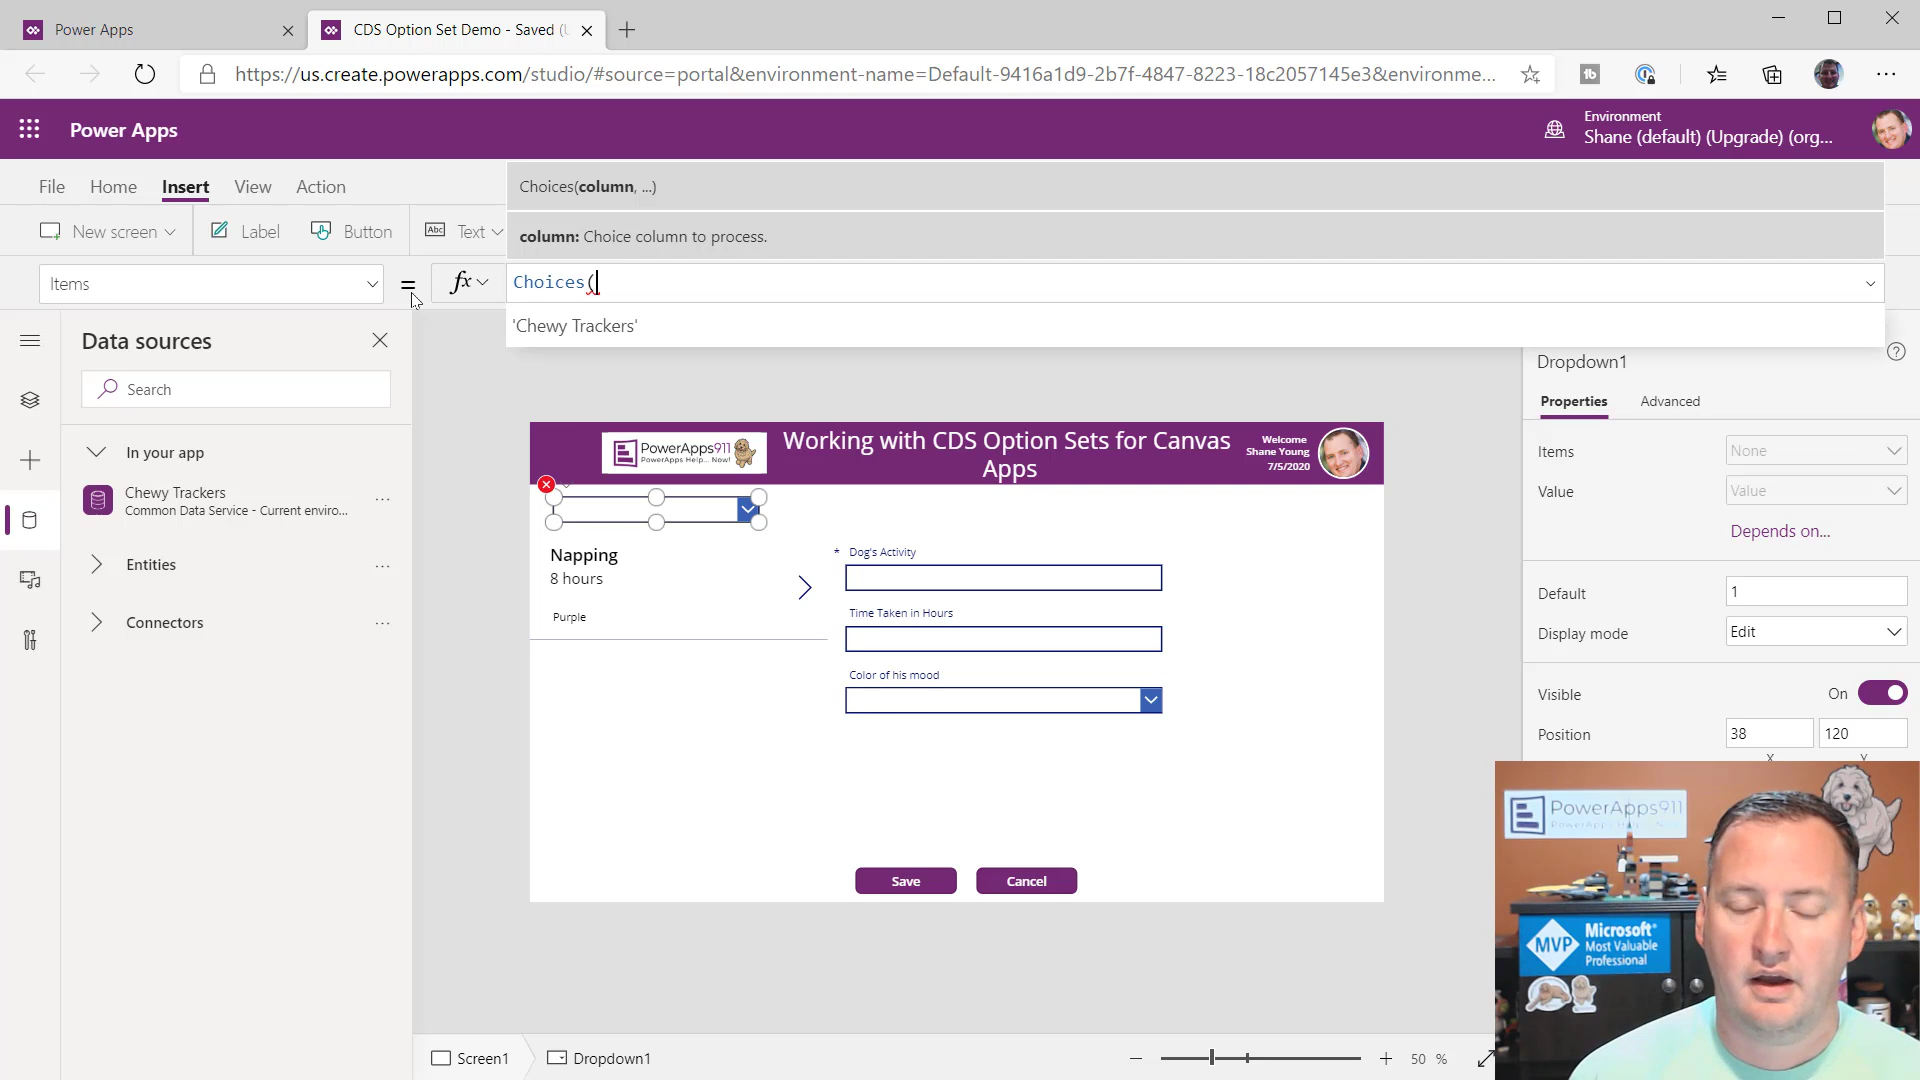 Power Apps
CDS Option Set Demo - Saved (
https://us.create.powerapps.com/studio/#source=portal&environment-name=Default-9416a1d9-2b7f-4847-8223-18c2057145e3&environme...
Power Apps
Environment
Shane (default) (Upgrade) (org...
File Home Insert View Action
New screen Label Button Abc Text
Choices(column, ...)
column: Choice column to process.
Items = fx Choices(
'Chewy Trackers'
Data sources
Search
In your app
Chewy Trackers
Common Data Service - Current enviro...
Entities
Connectors
PowerApps911
PowerApps Help... Now!
Working with CDS Option Sets for Canvas
Apps
Welcome
Shane Young
7/5/2020
Napping
8 hours
Purple
* Dog's Activity
Time Taken in Hours
Color of his mood
Save Cancel
Dropdown1
Properties Advanced
Items None
Value Value
Depends on...
Default 1
Display mode Edit
Visible On
Position 38 120
X Y
Screen1 Dropdown1
50 %
PowerApps911
MVP
Microsoft
Most Valuable
Professional